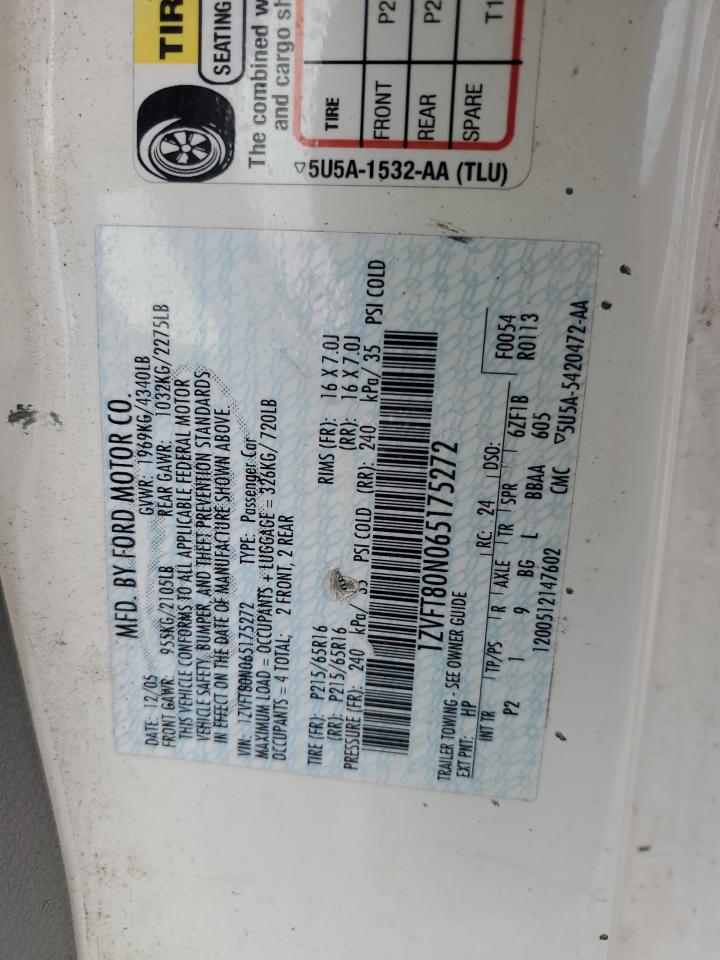 MFD. BY FORD MOTOR CO.
DATE: 12/05 GVWR: 1969KG/4340LB
FRONT GAWR: 955KG/2105LB REAR GAWR: 1032KG/2275LB
THIS VEHICLE CONFORMS TO ALL APPLICABLE FEDERAL MOTOR
VEHICLE SAFETY, BUMPER, AND THEFT PREVENTION STANDARDS
IN EFFECT ON THE DATE OF MANUFACTURE SHOWN ABOVE.
VIN: 1ZVFT80N065175272 TYPE: Passenger Car
MAXIMUM LOAD = OCCUPANTS + LUGGAGE = 326KG/720LB
OCCUPANTS = 4 TOTAL; 2 FRONT, 2 REAR
TIRE (FR): P215/65R16 RIMS (FR): 16 X 7.0J
(RR): P215/65R16 (RR): 16 X 7.0J
PRESSURE (FR): 240 kPa/ 35 PSI COLD (RR): 240 kPa/ 35 PSI COLD
1ZVFT80N065175272
TRAILER TOWING - SEE OWNER GUIDE
EXT PNT: HP RC: 24 DSO: F0054
INT TR TP/PS R AXLE TR SPR R0113
P2 1 9 BG L BBAA 6ZF1B
1200512147602 CMC 605
▽5U5A-5420472-AA
TIR
SEATING
The combined w
and cargo sh
TIRE
FRONT P2
REAR P2
SPARE T1
▽5U5A-1532-AA (TLU)